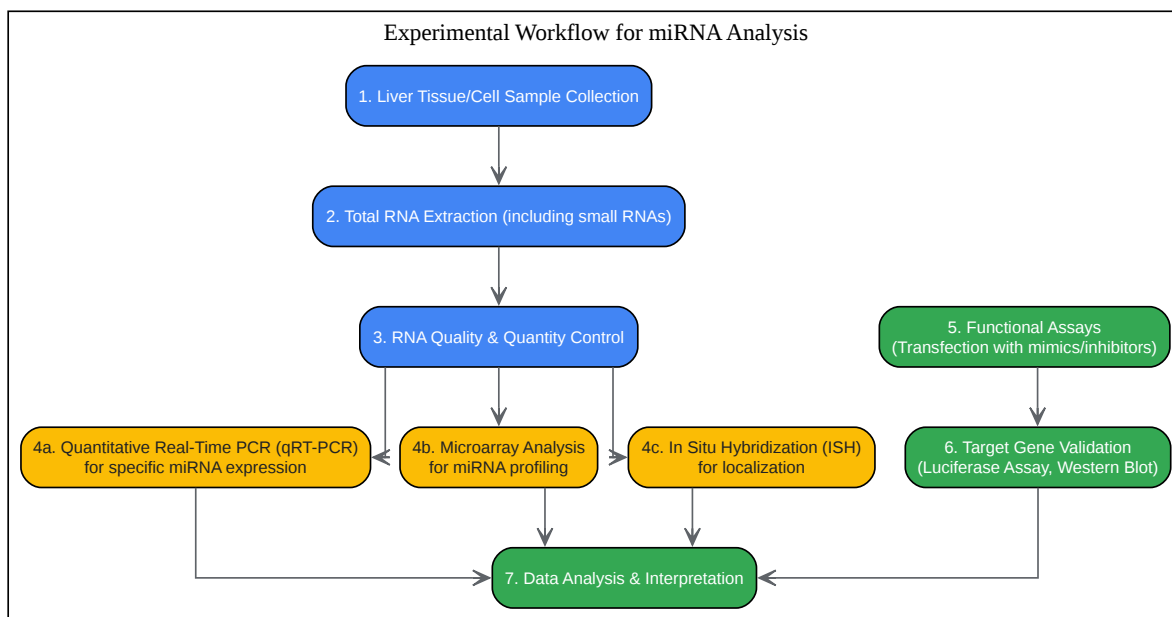 Experimental Workflow for miRNA Analysis
1. Liver Tissue/Cell Sample Collection
2. Total RNA Extraction (including small RNAs)
3. RNA Quality & Quantity Control
5. Functional Assays
(Transfection with mimics/inhibitors)
4a. Quantitative Real-Time PCR (qRT-PCR)
for specific miRNA expression
4b. Microarray Analysis
for miRNA profiling
4c. In Situ Hybridization (ISH)
for localization
6. Target Gene Validation
(Luciferase Assay, Western Blot)
7. Data Analysis & Interpretation